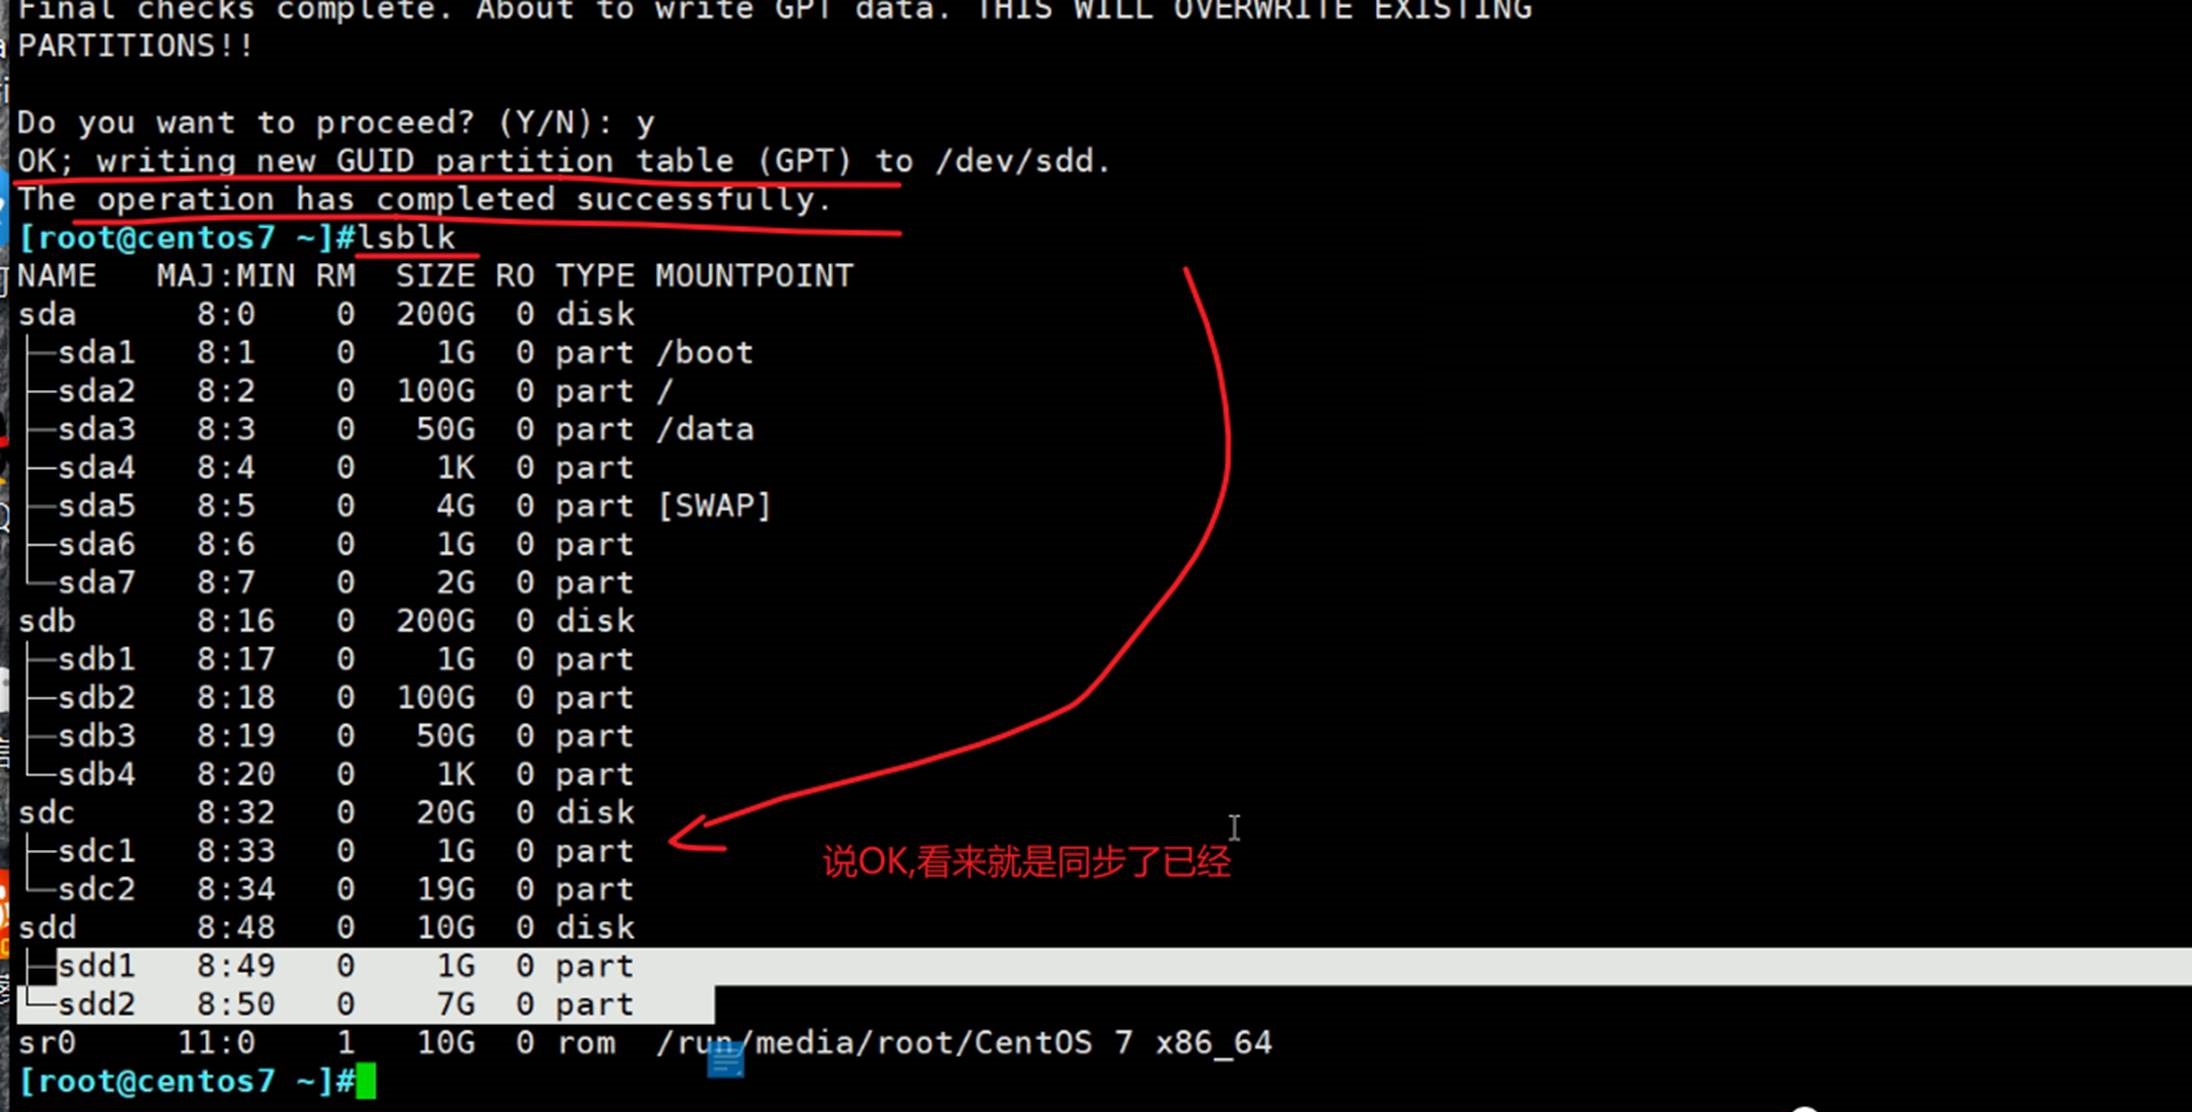 Final checks complete. About to write GPT data. THIS WILL OVERWRITE EXISTING
PARTITIONS!!
Do you want to proceed? (Y/N): y
OK; writing new GUID partition table (GPT) to /dev/sdd.
The operation has completed successfully.
[root@centos7 ~]#lsblk
NAME   MAJ:MIN RM   SIZE RO TYPE MOUNTPOINT
sda      8:0    0   200G  0 disk
├─sda1   8:1    0     1G  0 part /boot
├─sda2   8:2    0   100G  0 part /
├─sda3   8:3    0    50G  0 part /data
├─sda4   8:4    0     1K  0 part
├─sda5   8:5    0     4G  0 part [SWAP]
├─sda6   8:6    0     1G  0 part
└─sda7   8:7    0     2G  0 part
sdb      8:16   0   200G  0 disk
├─sdb1   8:17   0     1G  0 part
├─sdb2   8:18   0   100G  0 part
├─sdb3   8:19   0    50G  0 part
└─sdb4   8:20   0     1K  0 part
sdc      8:32   0    20G  0 disk
├─sdc1   8:33   0     1G  0 part
说OK,看来就是同步了已经
└─sdc2   8:34   0    19G  0 part
sdd      8:48   0    10G  0 disk
├─sdd1   8:49   0     1G  0 part
└─sdd2   8:50   0     7G  0 part
sr0     11:0    1    10G  0 rom  /run/media/root/CentOS 7 x86_64
[root@centos7 ~]#